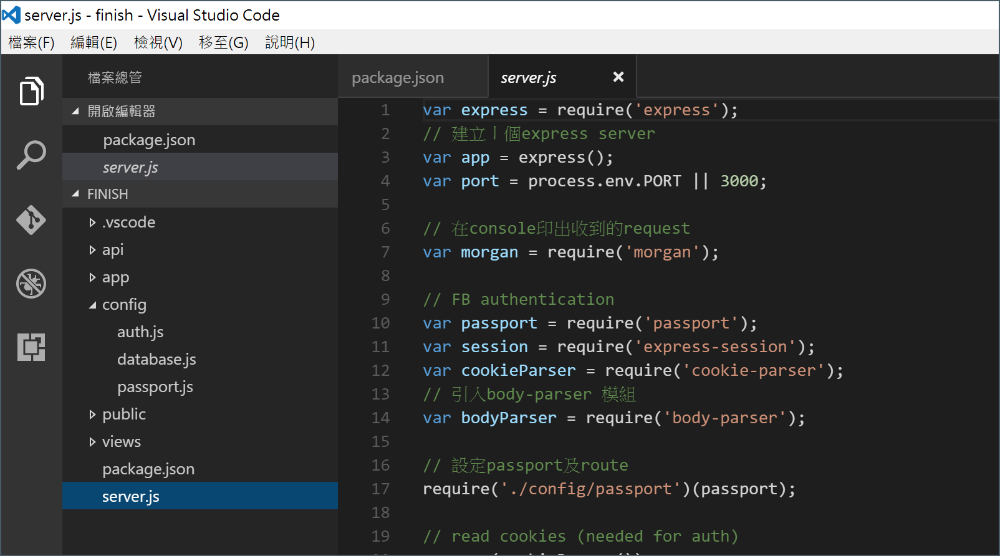 server.js - finish - Visual Studio Code
檔案(F) 編輯(E) 檢視(V) 移至(G) 說明(H)
檔案總管
開啟編輯器
package.json
server.js
FINISH
.vscode
api
app
config
auth.js
database.js
passport.js
public
views
package.json
server.js
package.json server.js
1 var express = require('express');
2 // 建立ㄧ個express server
3 var app = express();
4 var port = process.env.PORT || 3000;
5
6 // 在console印出收到的request
7 var morgan = require('morgan');
8
9 // FB authentication
10 var passport = require('passport');
11 var session = require('express-session');
12 var cookieParser = require('cookie-parser');
13 // 引入body-parser 模組
14 var bodyParser = require('body-parser');
15
16 // 設定passport及route
17 require('./config/passport')(passport);
18
19 // read cookies (needed for auth)